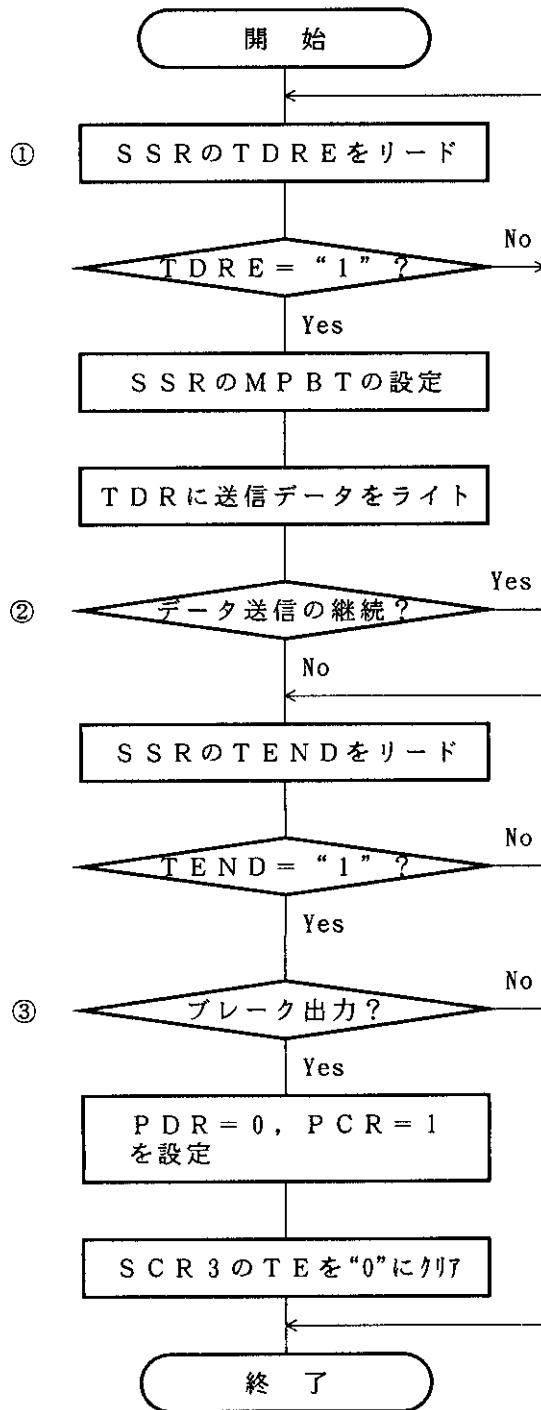 開 始
① SSRのTDREをリード
TDRE=“1”? No
Yes
SSRのMPBTの設定
TDRに送信データをライト
② データ送信の継続? Yes
No
SSRのTENDをリード
TEND=“1”? No
Yes
③ ブレーク出力? No
Yes
PDR=0, PCR=1
を設定
SCR3のTEを“0”にクリア
終 了